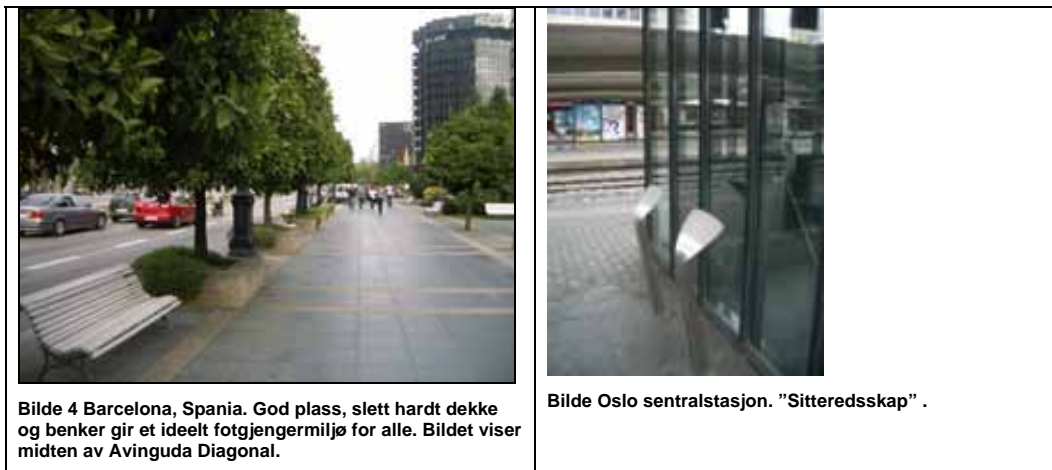 Bilde 4 Barcelona, Spania. God plass, slett hardt dekke
og benker gir et ideelt fotgjengermiljø for alle. Bildet viser
midten av Avinguda Diagonal.
Bilde Oslo sentralstasjon. ”Sitteredsskap” .